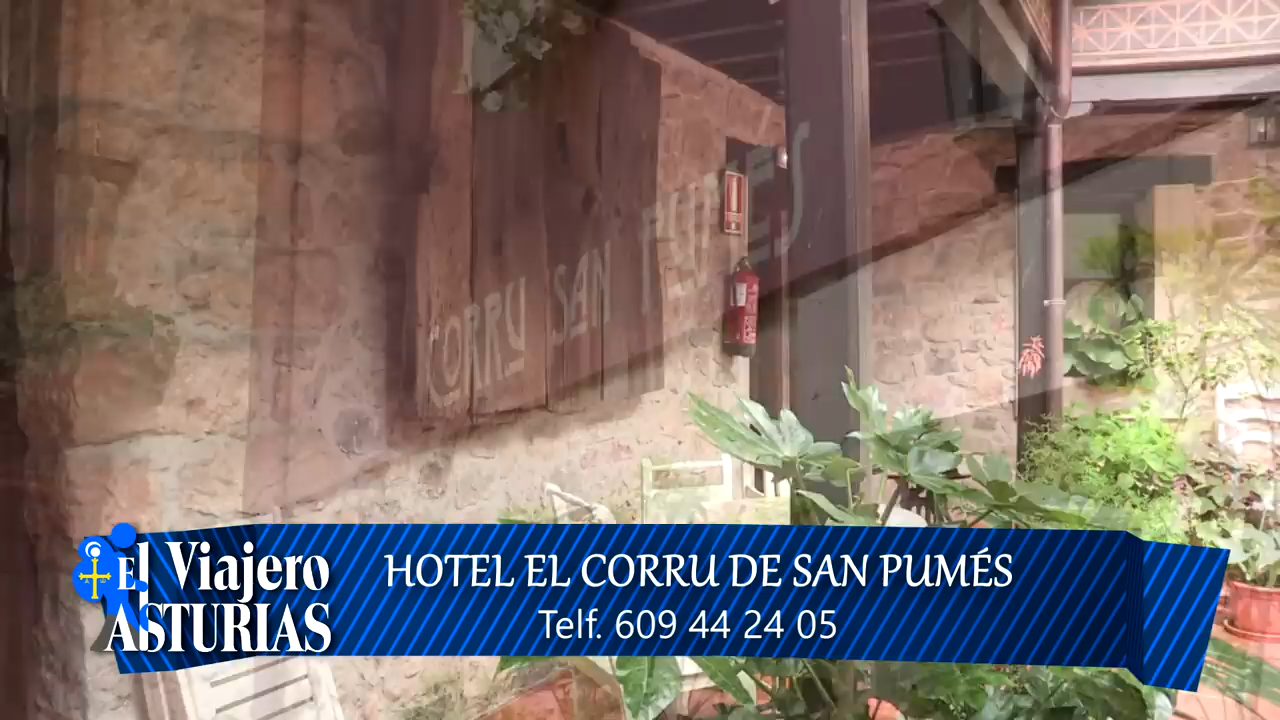 CORRU SAN PUMES
El Viajero
ASTURIAS
HOTEL EL CORRU DE SAN PUMÉS
Telf. 609 44 24 05